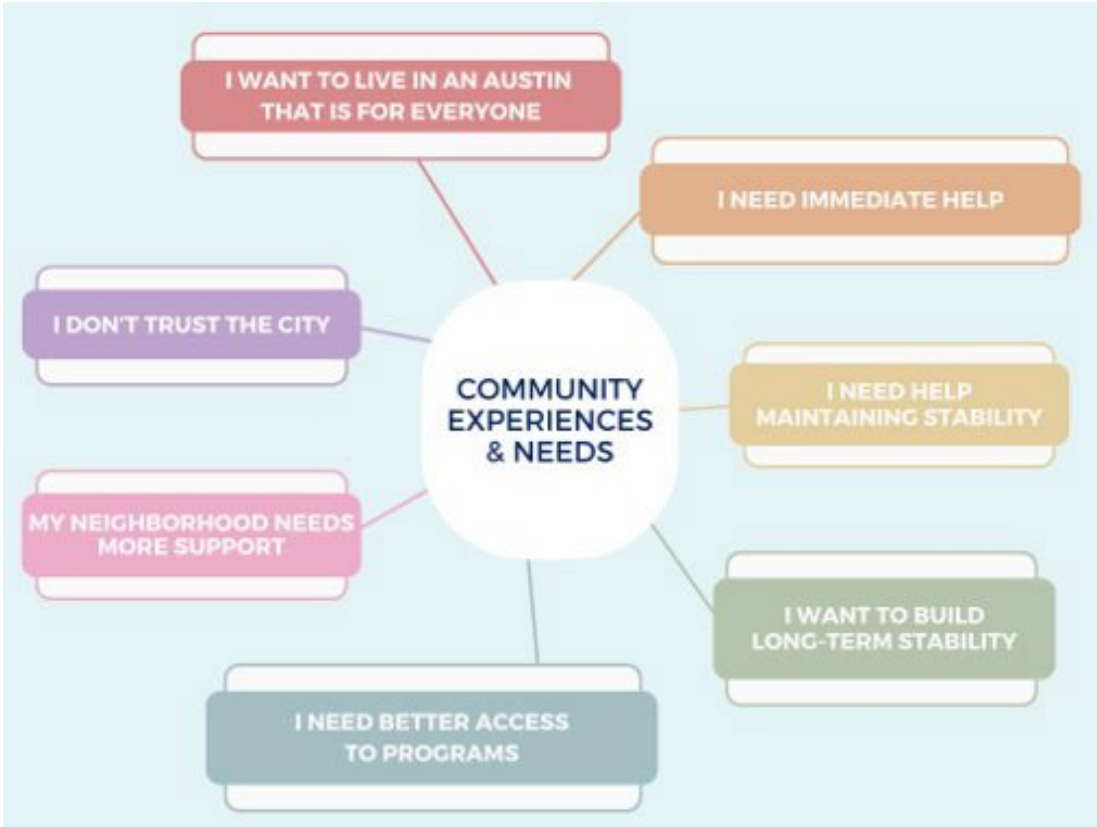 I WANT TO LIVE IN AN AUSTIN
THAT IS FOR EVERYONE
I NEED IMMEDIATE HELP
I DON'T TRUST THE CITY
COMMUNITY
EXPERIENCES
& NEEDS
I NEED HELP
MAINTAINING STABILITY
MY NEIGHBORHOOD NEEDS
MORE SUPPORT
I WANT TO BUILD
LONG-TERM STABILITY
I NEED BETTER ACCESS
TO PROGRAMS